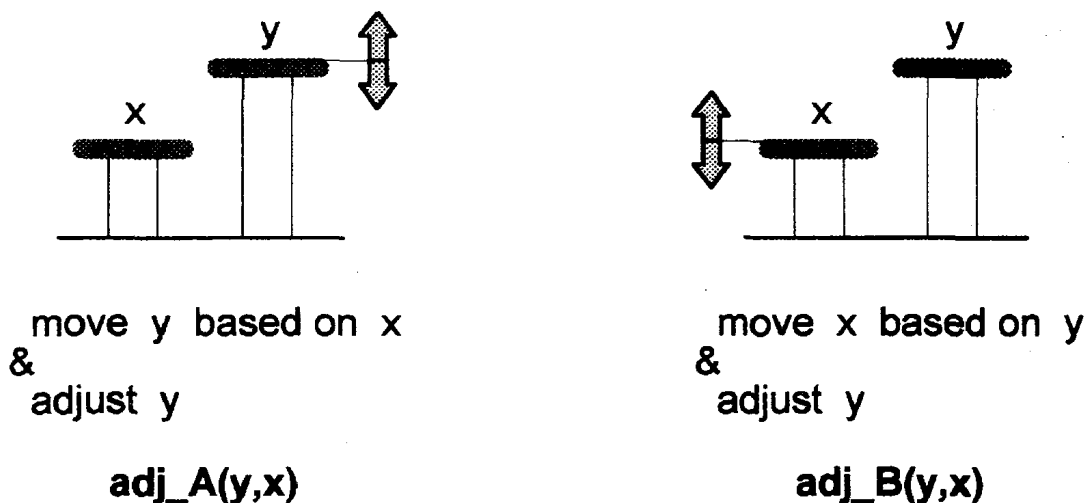 y
x
move y based on x
&
adjust y
adj_A(y,x)
y
x
move x based on y
&
adjust y
adj_B(y,x)